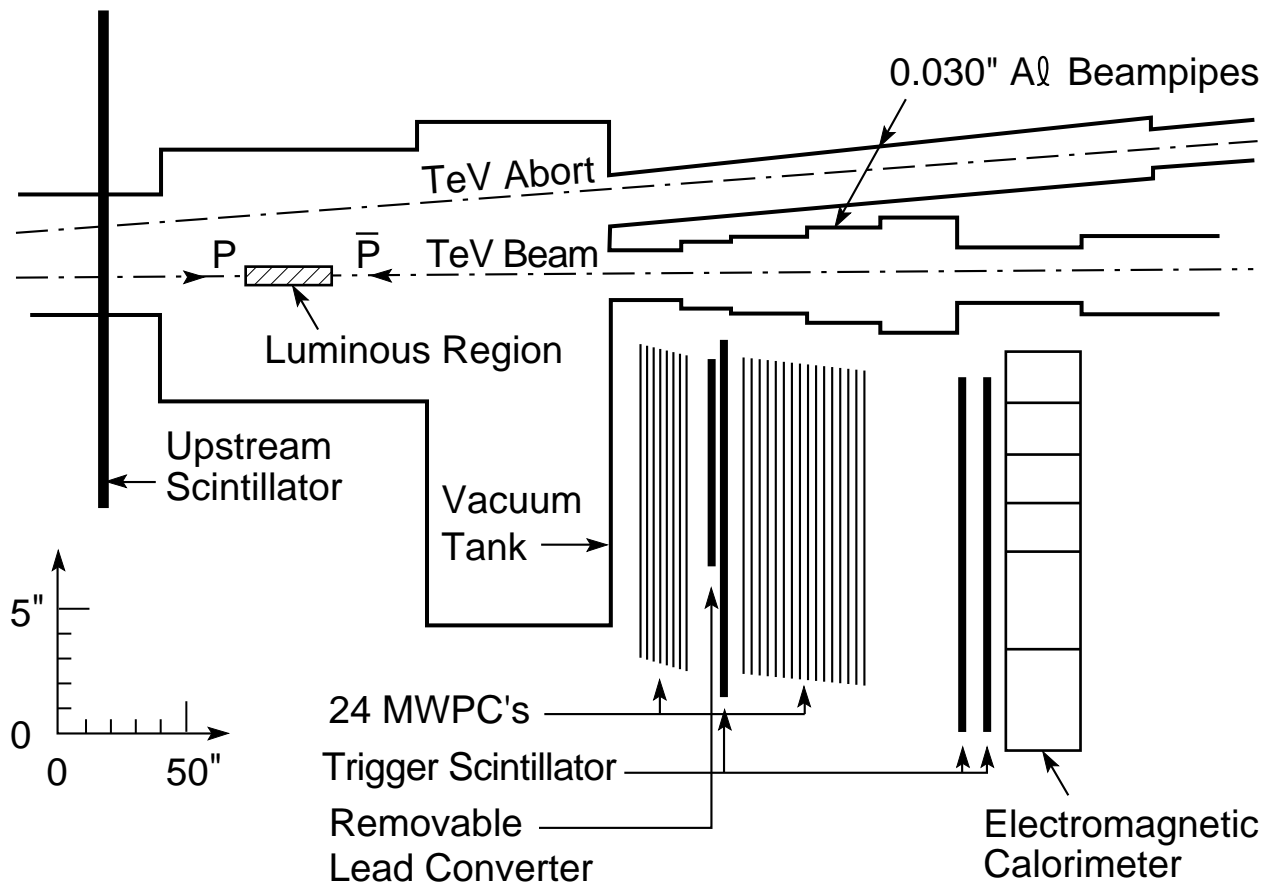 0.030" Aℓ Beampipes
TeV Abort
P
P̅
TeV Beam
Luminous Region
Upstream
Scintillator
Vacuum
Tank
5"
0
0
50"
24 MWPC's
Trigger Scintillator
Removable
Lead Converter
Electromagnetic
Calorimeter